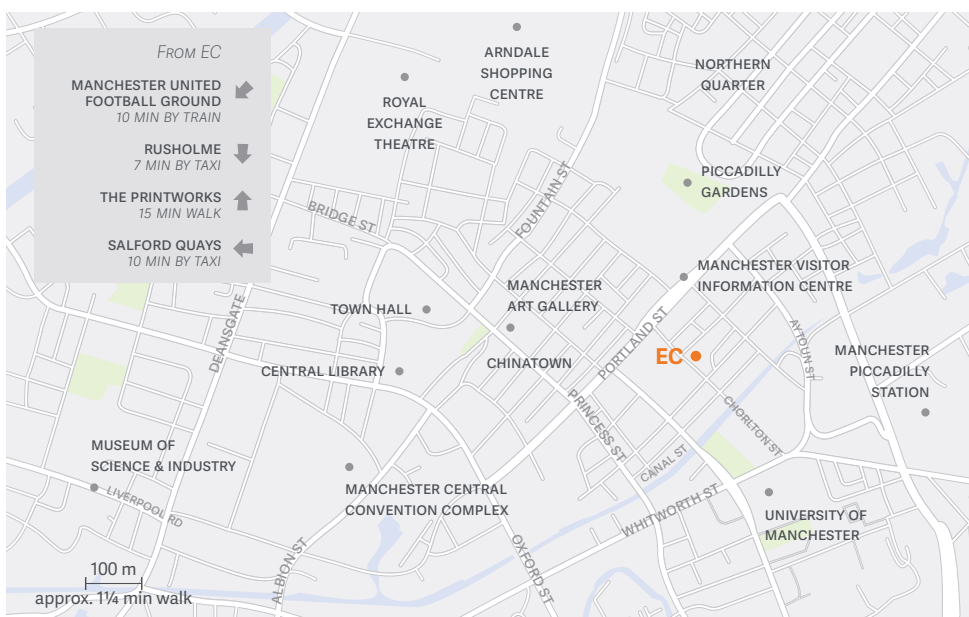 FROM EC
MANCHESTER UNITED
FOOTBALL GROUND
10 MIN BY TRAIN
RUSHOLME
7 MIN BY TAXI
THE PRINTWORKS
15 MIN WALK
SALFORD QUAYS
10 MIN BY TAXI
ARNDALE
SHOPPING
CENTRE
ROYAL
EXCHANGE
THEATRE
NORTHERN
QUARTER
PICCADILLY
GARDENS
BRIDGE ST
FOUNTAIN ST
MANCHESTER VISITOR
INFORMATION CENTRE
MANCHESTER
ART GALLERY
TOWN HALL
DEANSGATE
PORTLAND ST
AYTOUN ST
CHINATOWN
EC
MANCHESTER
PICCADILLY
STATION
CENTRAL LIBRARY
PRINCESS ST
CHORLTON ST
MUSEUM OF
SCIENCE & INDUSTRY
CANAL ST
LIVERPOOL RD
MANCHESTER CENTRAL
CONVENTION COMPLEX
WHITWORTH ST
UNIVERSITY OF
MANCHESTER
ALBION ST
OXFORD ST
100 m
approx. 1¼ min walk